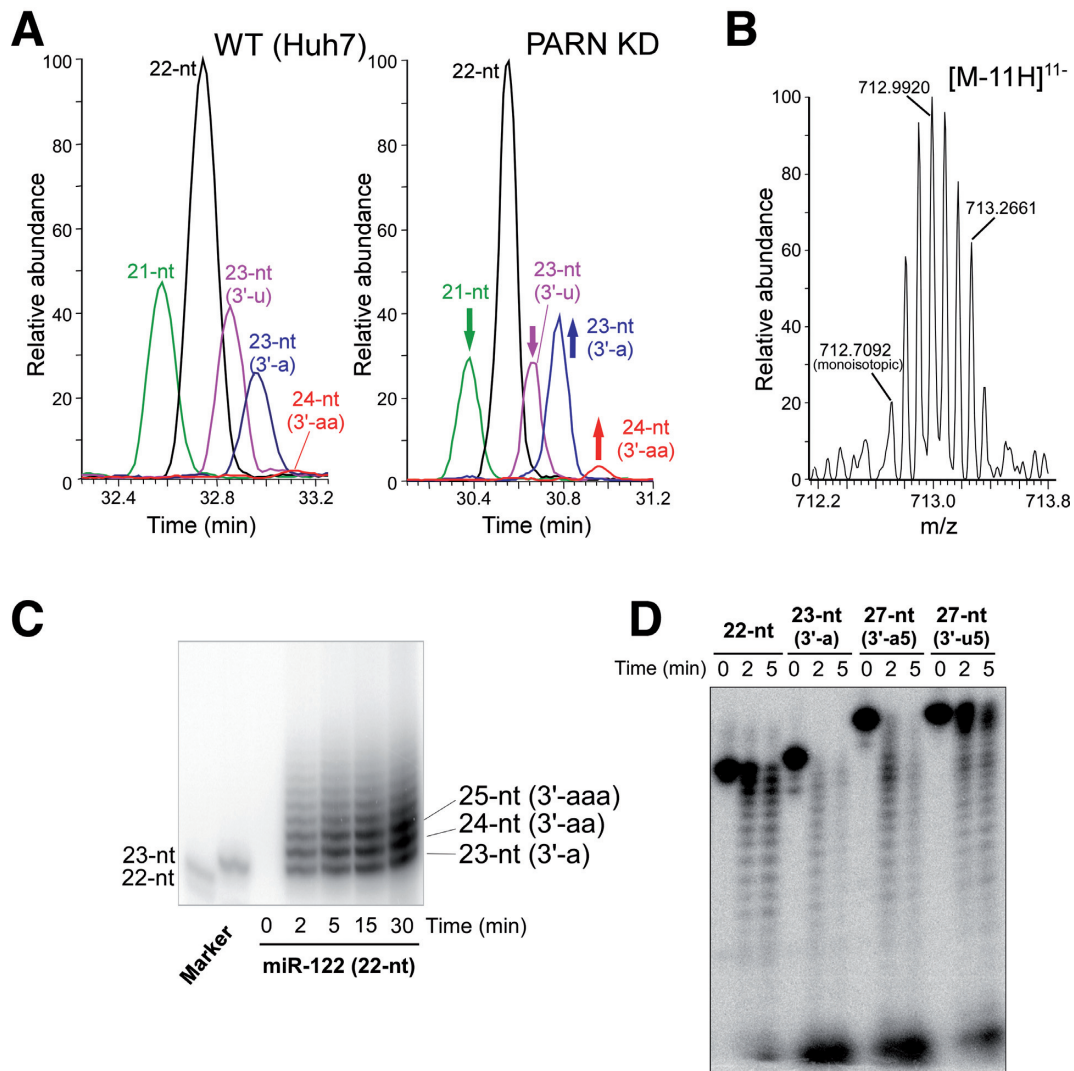 A
WT (Huh7)
PARN KD
Relative abundance
100
80
60
40
20
0
22-nt
21-nt
23-nt
(3'-u)
23-nt
(3'-a)
24-nt
(3'-aa)
32.4
32.8
33.2
Time (min)
Relative abundance
100
80
60
40
20
0
22-nt
21-nt
23-nt
(3'-u)
23-nt
(3'-a)
24-nt
(3'-aa)
30.4
30.8
31.2
Time (min)
B
[M-11H]11-
Relative abundance
100
80
60
40
20
0
712.9920
713.2661
712.7092
(monoisotopic)
712.2
713.0
713.8
m/z
C
23-nt
22-nt
25-nt (3'-aaa)
24-nt (3'-aa)
23-nt (3'-a)
Marker
0 2 5 15 30 Time (min)
miR-122 (22-nt)
D
22-nt
23-nt
(3'-a)
27-nt
(3'-a5)
27-nt
(3'-u5)
Time (min) 0 2 5 0 2 5 0 2 5 0 2 5